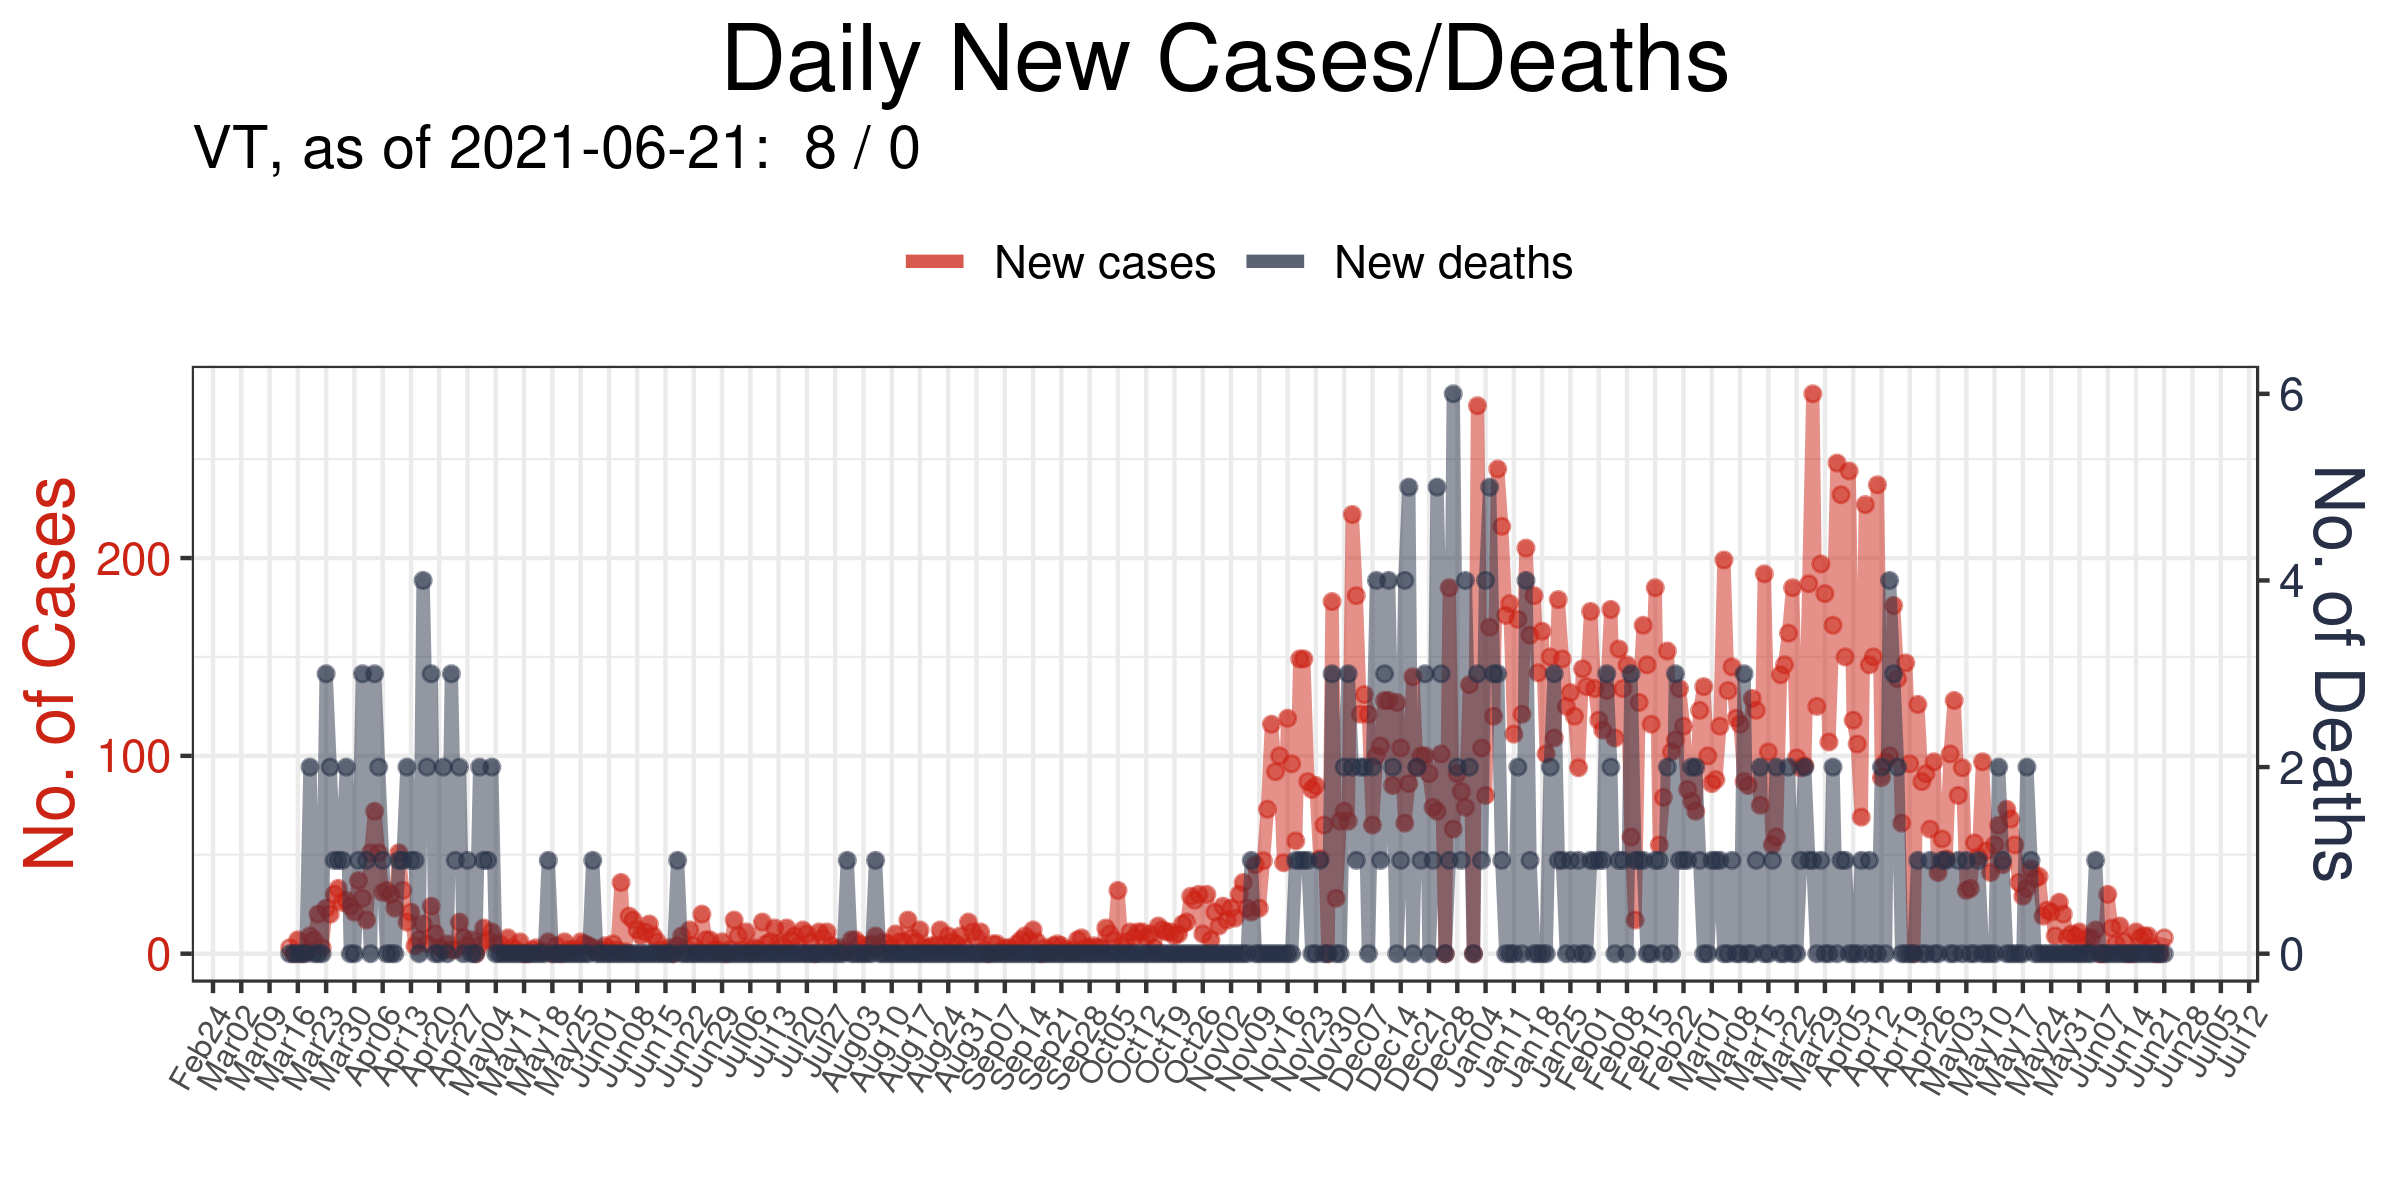 Daily New Cases/Deaths
VT, as of 2021-06-21: 8 / 0
New cases
New deaths
No. of Cases
200
100
0
6
4
2
0
No. of Deaths
Feb24
Mar02
Mar09
Mar16
Mar23
Mar30
Apr06
Apr13
Apr20
Apr27
May04
May11
May18
May25
Jun01
Jun08
Jun15
Jun22
Jun29
Jul06
Jul13
Jul20
Jul27
Aug03
Aug10
Aug17
Aug24
Aug31
Sep07
Sep14
Sep21
Sep28
Oct05
Oct12
Oct19
Oct26
Nov02
Nov09
Nov16
Nov23
Nov30
Dec07
Dec14
Dec21
Dec28
Jan04
Jan11
Jan18
Jan25
Feb01
Feb08
Feb15
Feb22
Mar01
Mar08
Mar15
Mar22
Mar29
Apr05
Apr12
Apr19
Apr26
May03
May10
May17
May24
May31
Jun07
Jun14
Jun21
Jun28
Jul05
Jul12